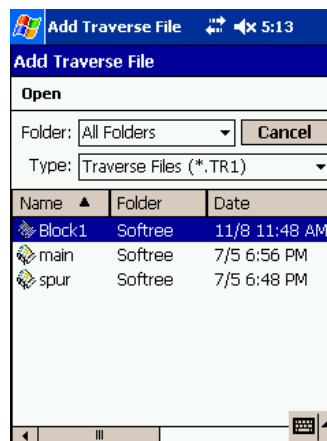 Add Traverse File 5:13
Add Traverse File
Open
Folder: All Folders Cancel
Type: Traverse Files (*.TR1)
Name Folder Date
Block1 Softree 11/8 11:48 AM
main Softree 7/5 6:56 PM
spur Softree 7/5 6:48 PM